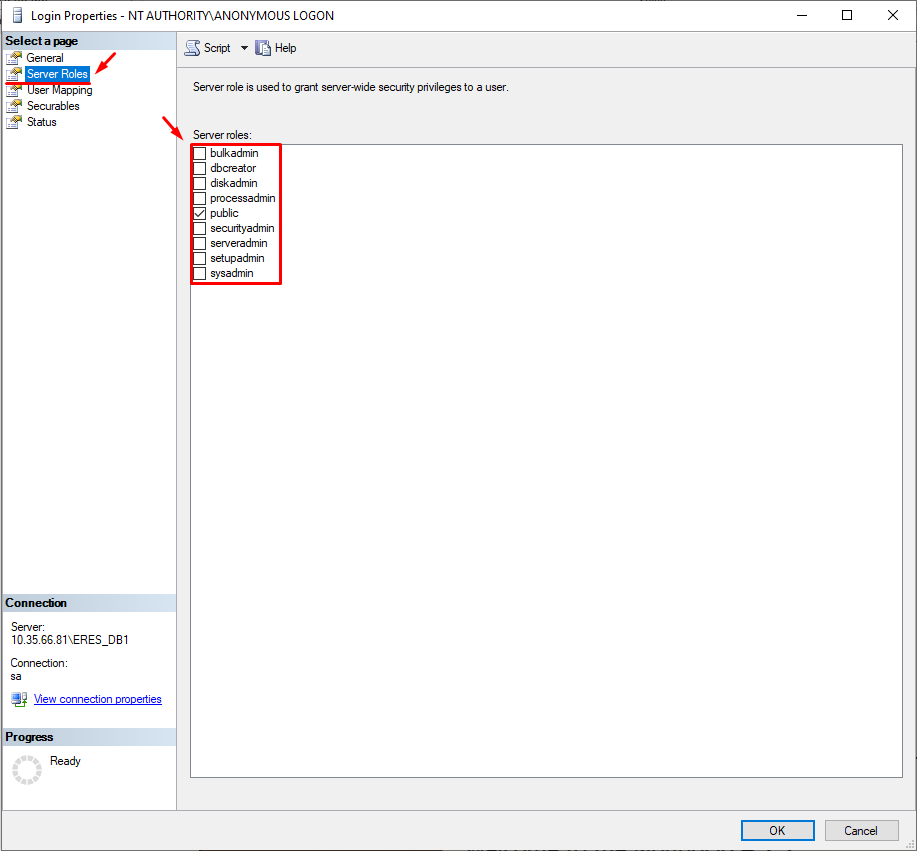 Login Properties - NT AUTHORITY\ANONYMOUS LOGON
Select a page
General
Server Roles
User Mapping
Securables
Status
Script
Help
Server role is used to grant server-wide security privileges to a user.
Server roles:
bulkadmin
dbcreator
diskadmin
processadmin
public
securityadmin
serveradmin
setupadmin
sysadmin
Connection
Server:
10.35.66.81\ERES_DB1
Connection:
sa
View connection properties
Progress
Ready
OK
Cancel